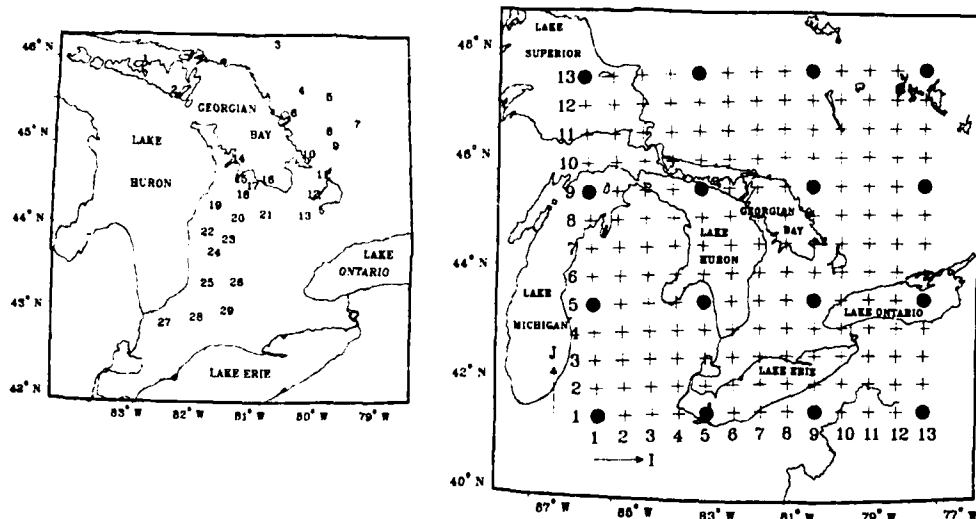 46° N
45° N
44° N
43° N
42° N
83° W
82° W
81° W
80° W
79° W
3
2
4
5
GEORGIAN
6
7
LAKE
BAY
8
9
10
14
11
HURON
15
16
17
12
18
19
20
21
13
22
23
24
LAKE
ONTARIO
25
26
27
28
29
LAKE ERIE
48° N
46° N
44° N
42° N
40° N
87° W
85° W
83° W
81° W
79° W
77° W
LAKE
SUPERIOR
13
12
11
10
9
GEORGIAN
8
LAKE
BAY
7
HURON
6
LAKE
5
MICHIGAN
LAKE ONTARIO
4
J
3
LAKE ERIE
2
1
1 2 3 4 5 6 7 8 9 10 11 12 13
I